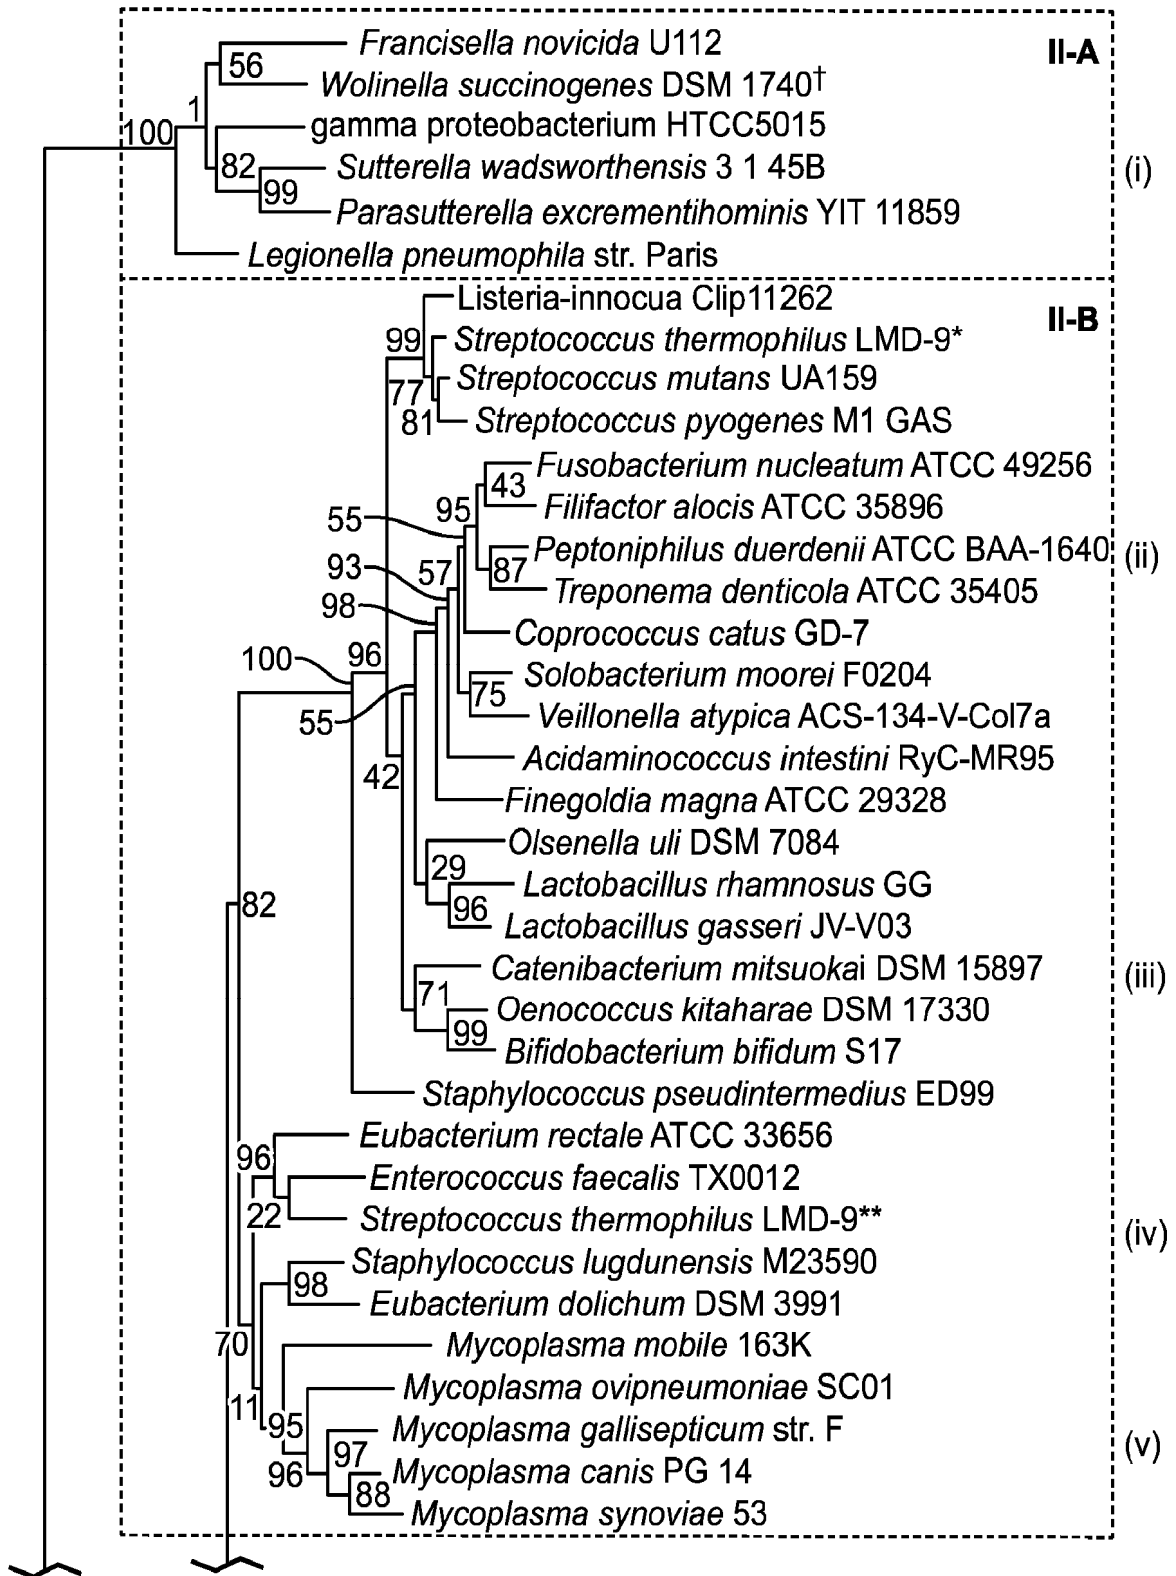 Francisella novicida U112
II-A
56
Wolinella succinogenes DSM 1740†
1
100
gamma proteobacterium HTCC5015
82
Sutterella wadsworthensis 3 1 45B
(i)
99
Parasutterella excrementihominis YIT 11859
Legionella pneumophila str. Paris
Listeria-innocua Clip11262
II-B
99
Streptococcus thermophilus LMD-9*
77
Streptococcus mutans UA159
81
Streptococcus pyogenes M1 GAS
Fusobacterium nucleatum ATCC 49256
43
95
Filifactor alocis ATCC 35896
55
Peptoniphilus duerdenii ATCC BAA-1640
(ii)
93
57
87
Treponema denticola ATCC 35405
98
Coprococcus catus GD-7
100
96
Solobacterium moorei F0204
75
55
Veillonella atypica ACS-134-V-Col7a
Acidaminococcus intestini RyC-MR95
42
Finegoldia magna ATCC 29328
Olsenella uli DSM 7084
29
Lactobacillus rhamnosus GG
82
96
Lactobacillus gasseri JV-V03
Catenibacterium mitsuokai DSM 15897
(iii)
71
Oenococcus kitaharae DSM 17330
99
Bifidobacterium bifidum S17
Staphylococcus pseudintermedius ED99
Eubacterium rectale ATCC 33656
96
Enterococcus faecalis TX0012
22
Streptococcus thermophilus LMD-9**
(iv)
Staphylococcus lugdunensis M23590
98
Eubacterium dolichum DSM 3991
70
Mycoplasma mobile 163K
Mycoplasma ovipneumoniae SC01
11
95
Mycoplasma gallisepticum str. F
(v)
97
96
Mycoplasma canis PG 14
88
Mycoplasma synoviae 53